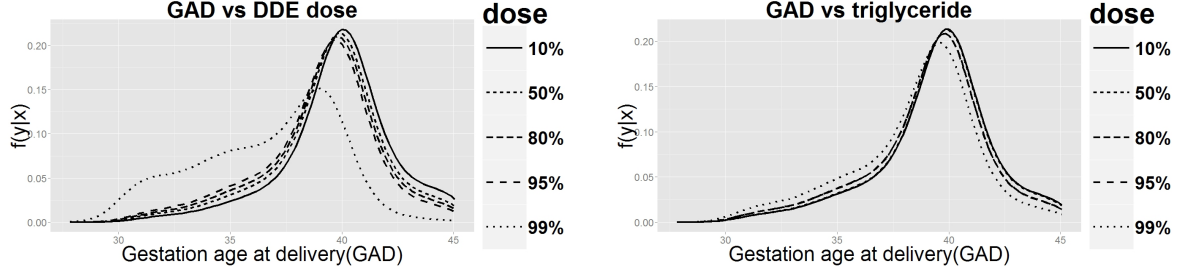 GAD vs DDE dose
f(y|x)
0.20
0.15
0.10
0.05
0.00
30 35 40 45
Gestation age at delivery(GAD)
dose
10%
50%
80%
95%
99%
GAD vs triglyceride
f(y|x)
0.20
0.15
0.10
0.05
0.00
30 35 40 45
Gestation age at delivery(GAD)
dose
10%
50%
80%
95%
99%